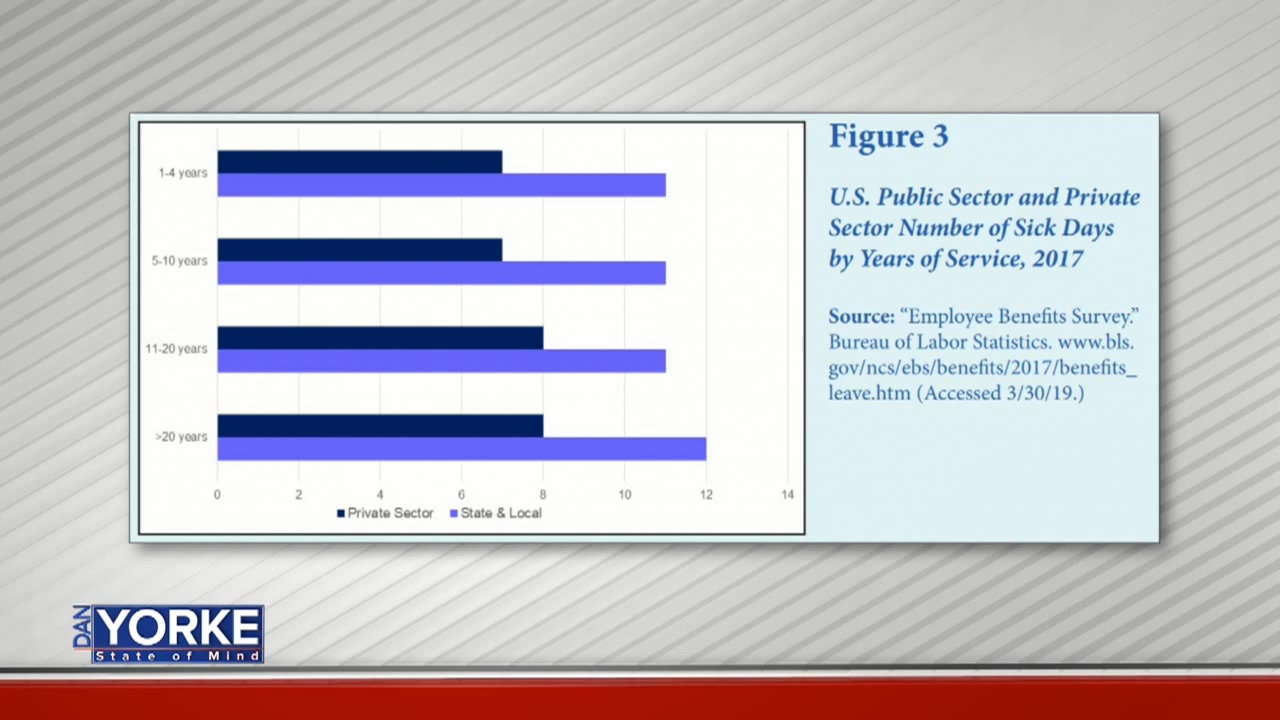 1-4 years
5-10 years
11-20 years
>20 years
0 2 4 6 8 10 12 14
Private Sector State & Local
Figure 3
U.S. Public Sector and Private
Sector Number of Sick Days
by Years of Service, 2017
Source: “Employee Benefits Survey.”
Bureau of Labor Statistics. www.bls.
gov/ncs/ebs/benefits/2017/benefits_
leave.htm (Accessed 3/30/19.)
DAN
YORKE
State of Mind